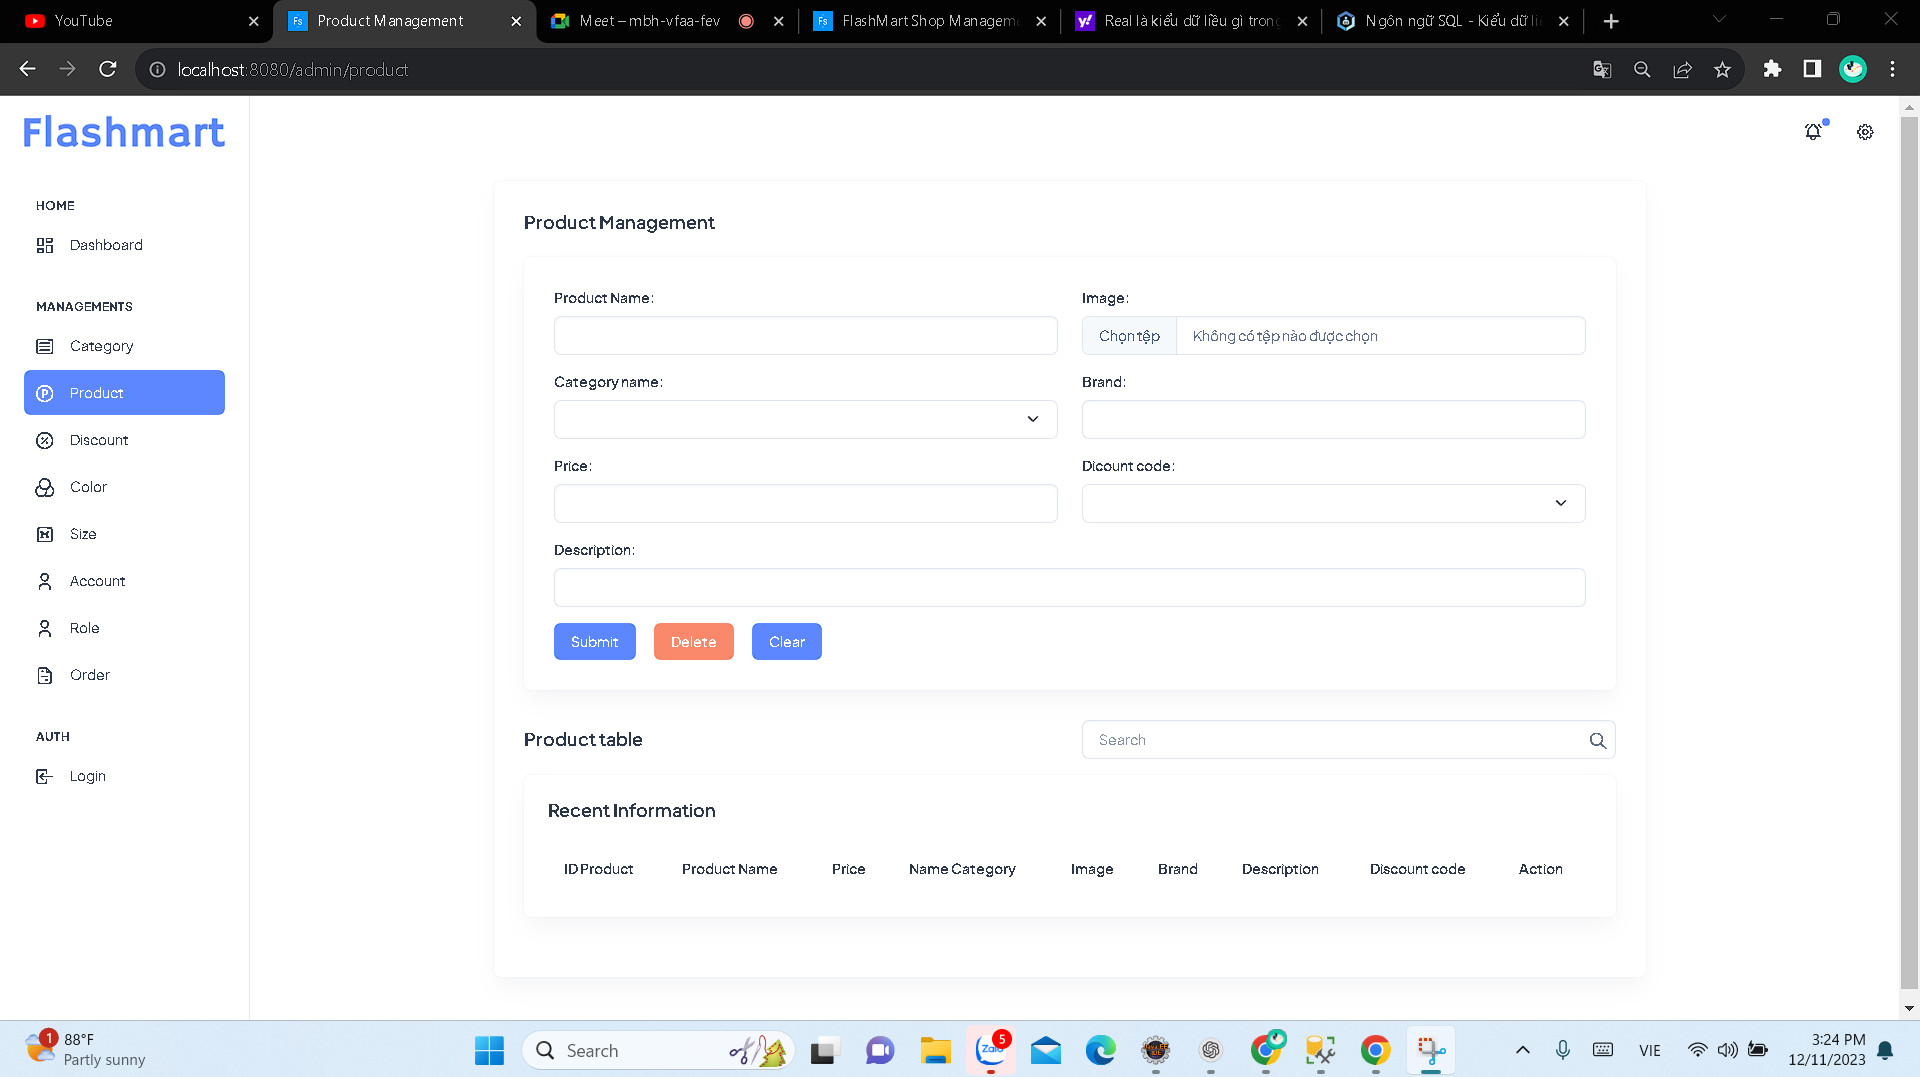 YouTube
Product Management
Meet – mbh-vfaa-fev
FlashMart Shop Managem
Real là kiểu dữ liệu gì trong
Ngôn ngữ SQL - Kiểu dữ li
localhost:8080/admin/product
Flashmart
HOME
Dashboard
MANAGEMENTS
Category
Product
Discount
Color
Size
Account
Role
Order
AUTH
Login
Product Management
Product Name:
Image:
Chọn tệp
Không có tệp nào được chọn
Category name:
Brand:
Price:
Dicount code:
Description:
Submit
Delete
Clear
Product table
Search
Recent Information
ID Product
Product Name
Price
Name Category
Image
Brand
Description
Discount code
Action
1
88°F
Partly sunny
Search
Zalo
5
VIE
3:24 PM
12/11/2023